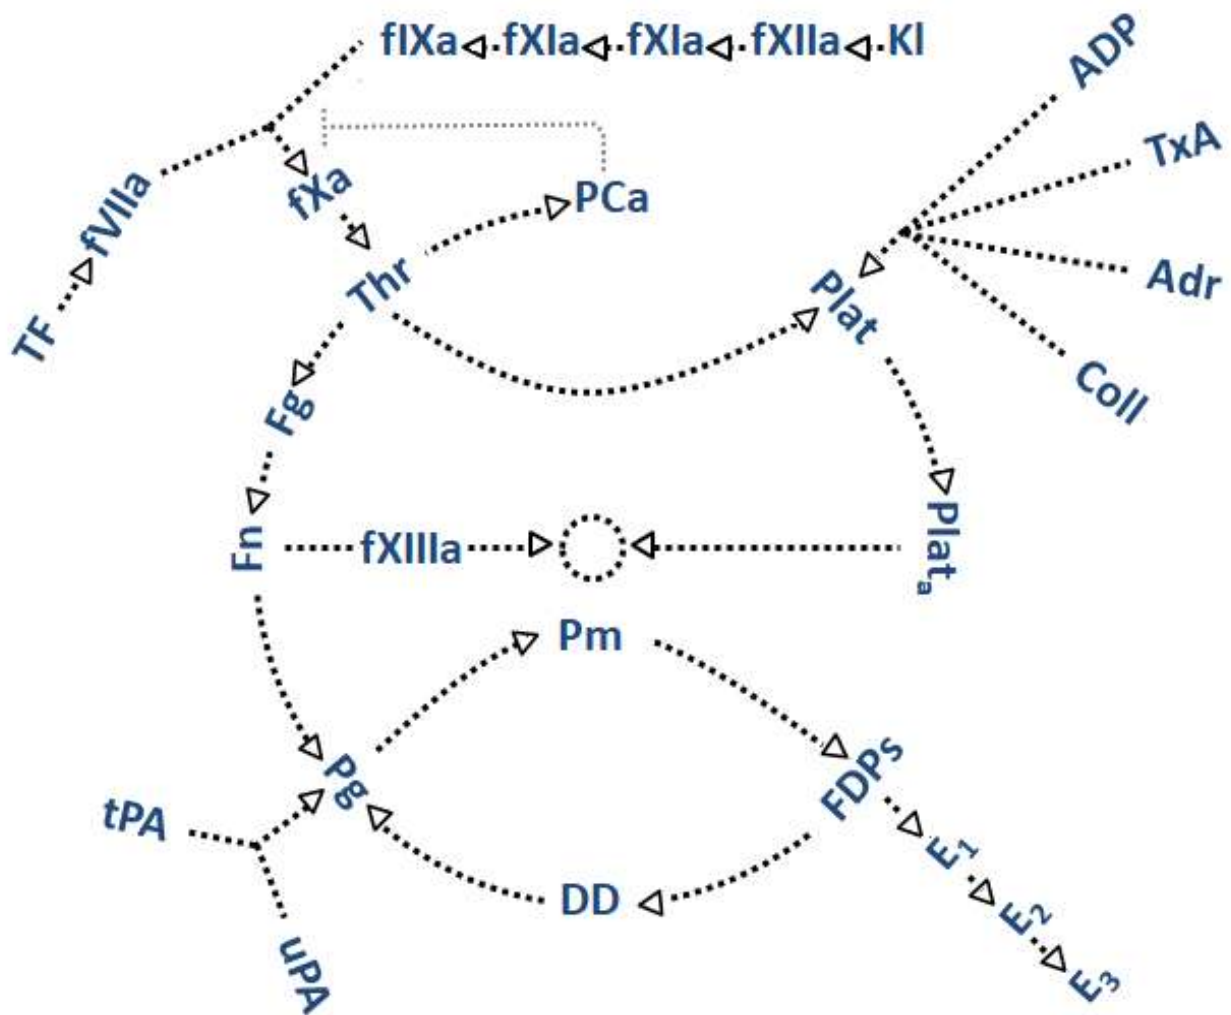 fIXa fXIa fXIa fXIIa Kl
ADP
TxA
Adr
Coll
fXa
PCa
fVIIa
TF
Thr
Plat
Fg
Fn
fXIIIa
Plat a
Pm
Pg
FDPs
tPA
uPA
DD
E1
E2
E3